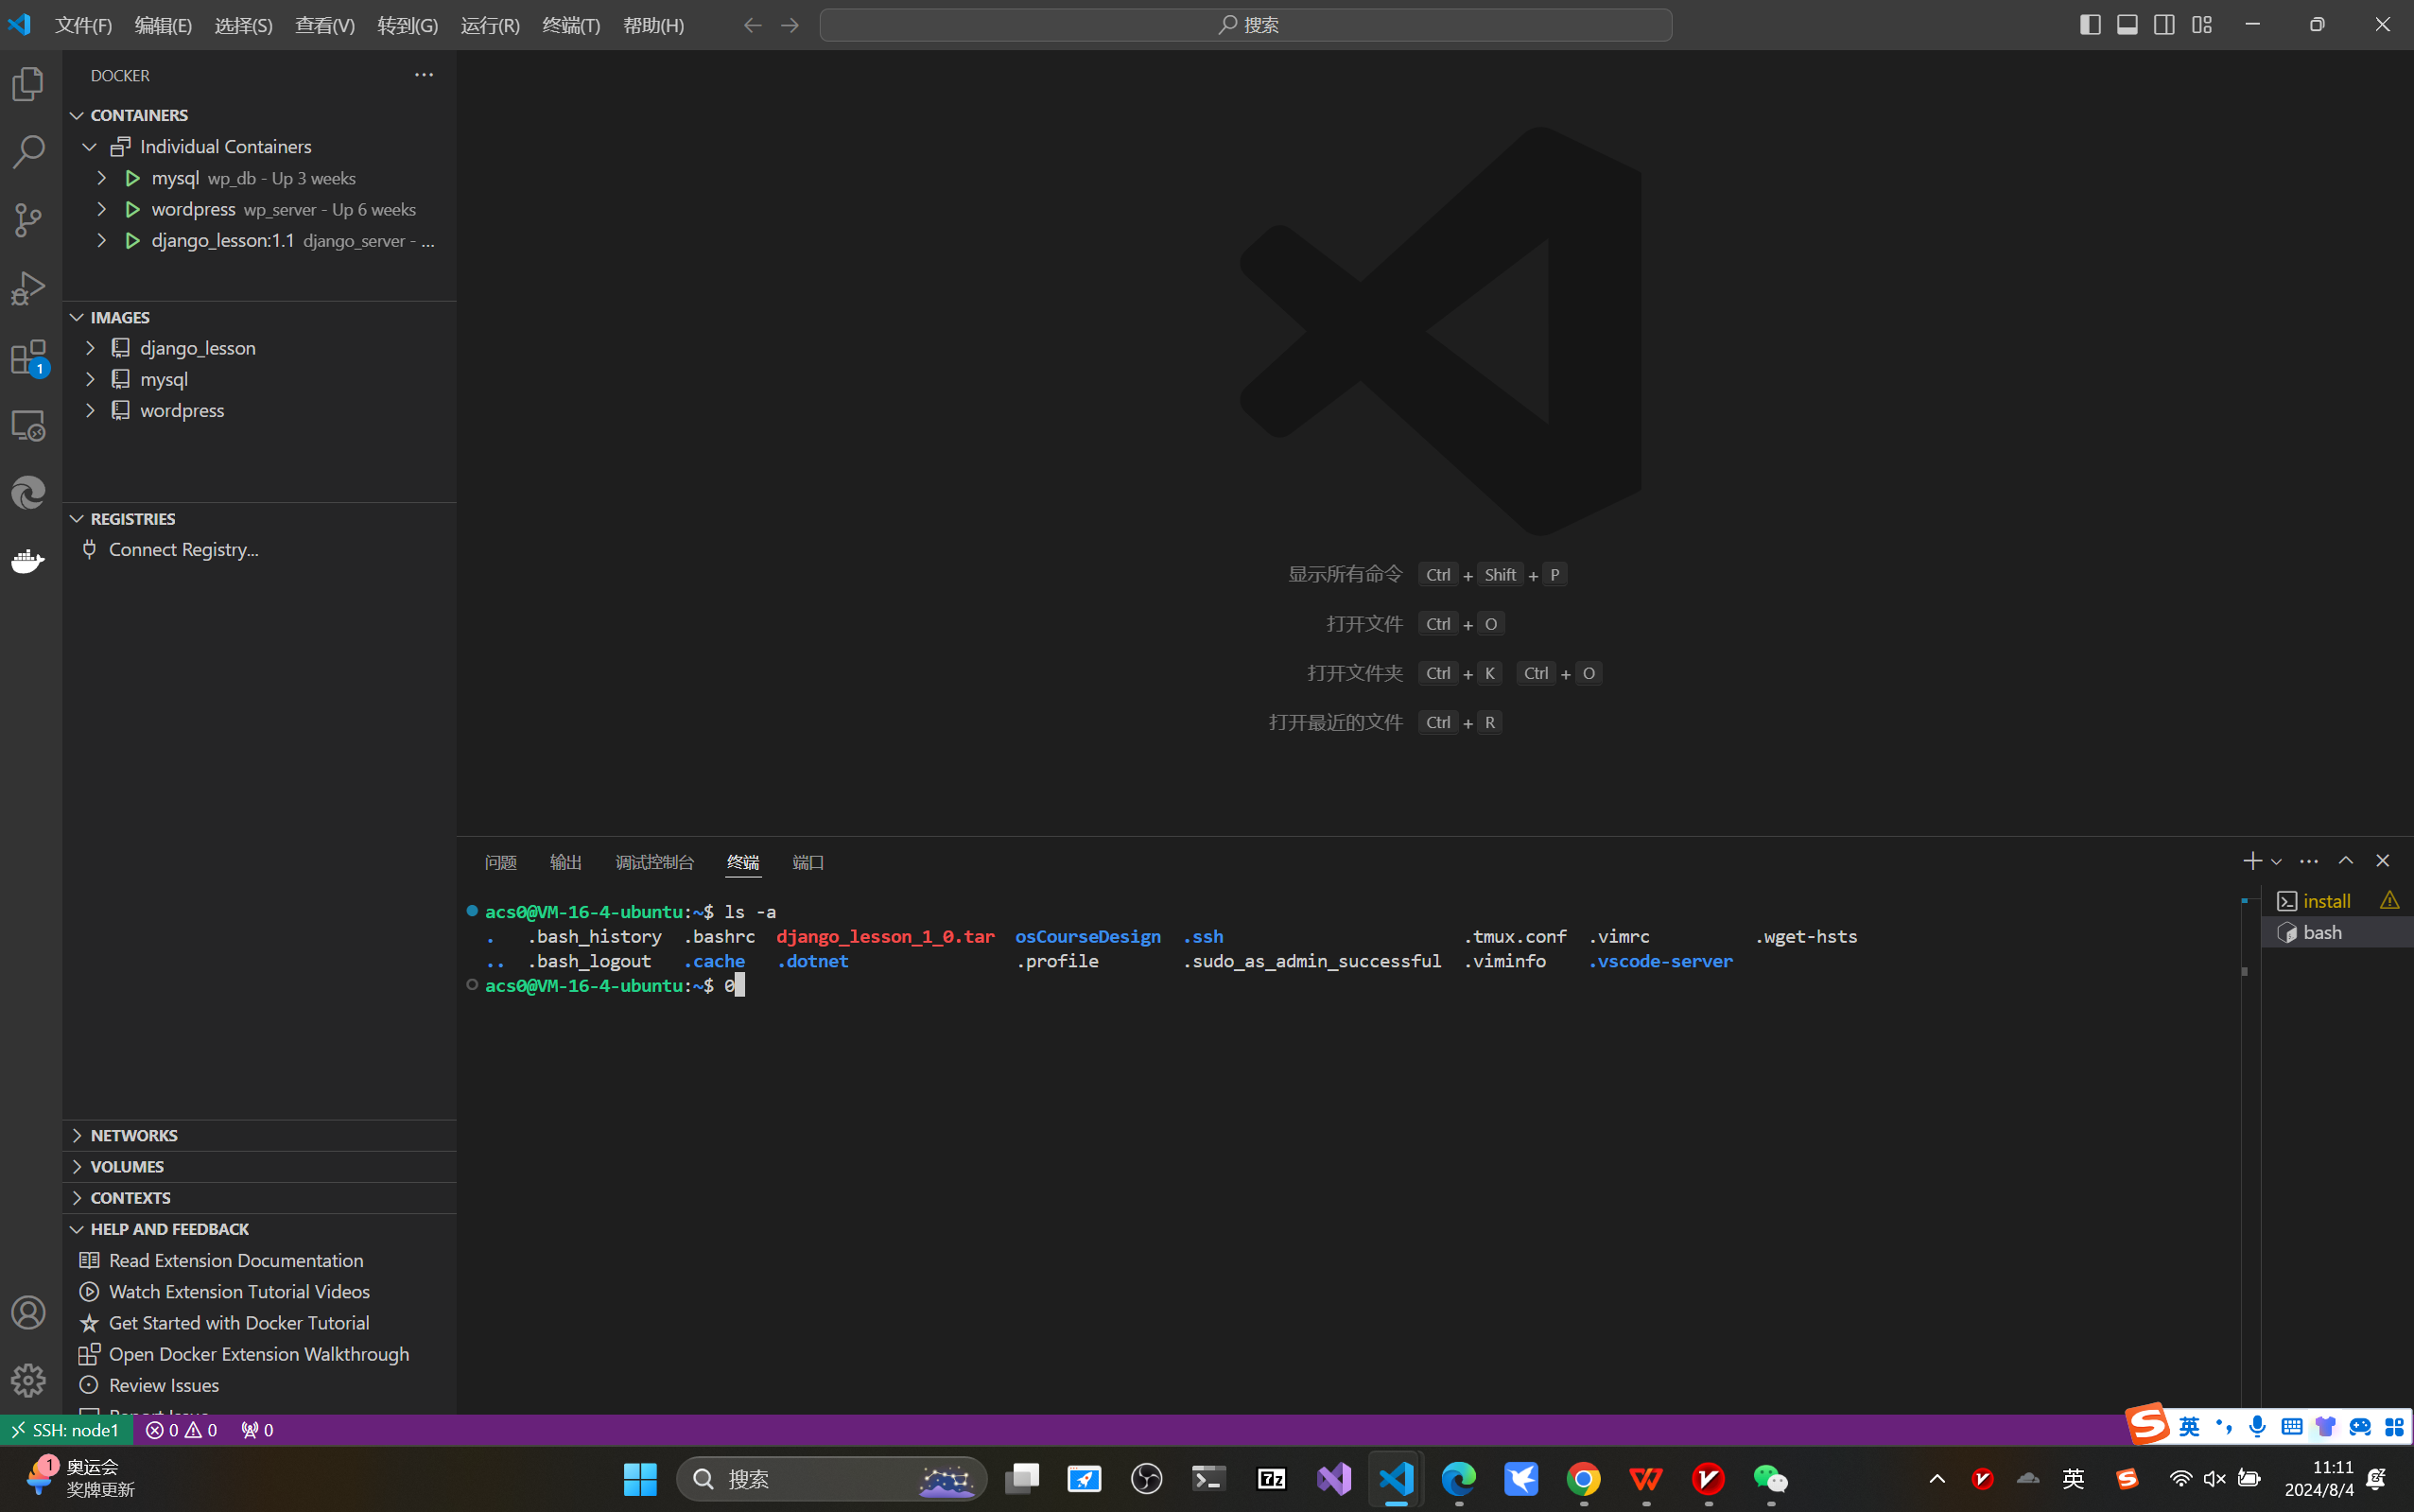 文件(F) 编辑(E) 选择(S) 查看(V) 转到(G) 运行(R) 终端(T) 帮助(H) 搜索
DOCKER
CONTAINERS
Individual Containers
mysql wp_db - Up 3 weeks
wordpress wp_server - Up 6 weeks
django_lesson:1.1 django_server - ...
IMAGES
django_lesson
mysql
wordpress
REGISTRIES
Connect Registry...
NETWORKS
VOLUMES
CONTEXTS
HELP AND FEEDBACK
Read Extension Documentation
Watch Extension Tutorial Videos
Get Started with Docker Tutorial
Open Docker Extension Walkthrough
Review Issues
1
显示所有命令 Ctrl + Shift + P
打开文件 Ctrl + O
打开文件夹 Ctrl + K Ctrl + O
打开最近的文件 Ctrl + R
问题 输出 调试控制台 终端 端口
acs0@VM-16-4-ubuntu:~$ ls -a
. .bash_history .bashrc django_lesson_1_0.tar osCourseDesign .ssh .tmux.conf .vimrc .wget-hsts
.. .bash_logout .cache .dotnet .profile .sudo_as_admin_successful .viminfo .vscode-server
acs0@VM-16-4-ubuntu:~$ 0
install
bash
SSH: node1 0 0 0
英
1
奥运会
奖牌更新
搜索
7z
英
11:11
2024/8/4